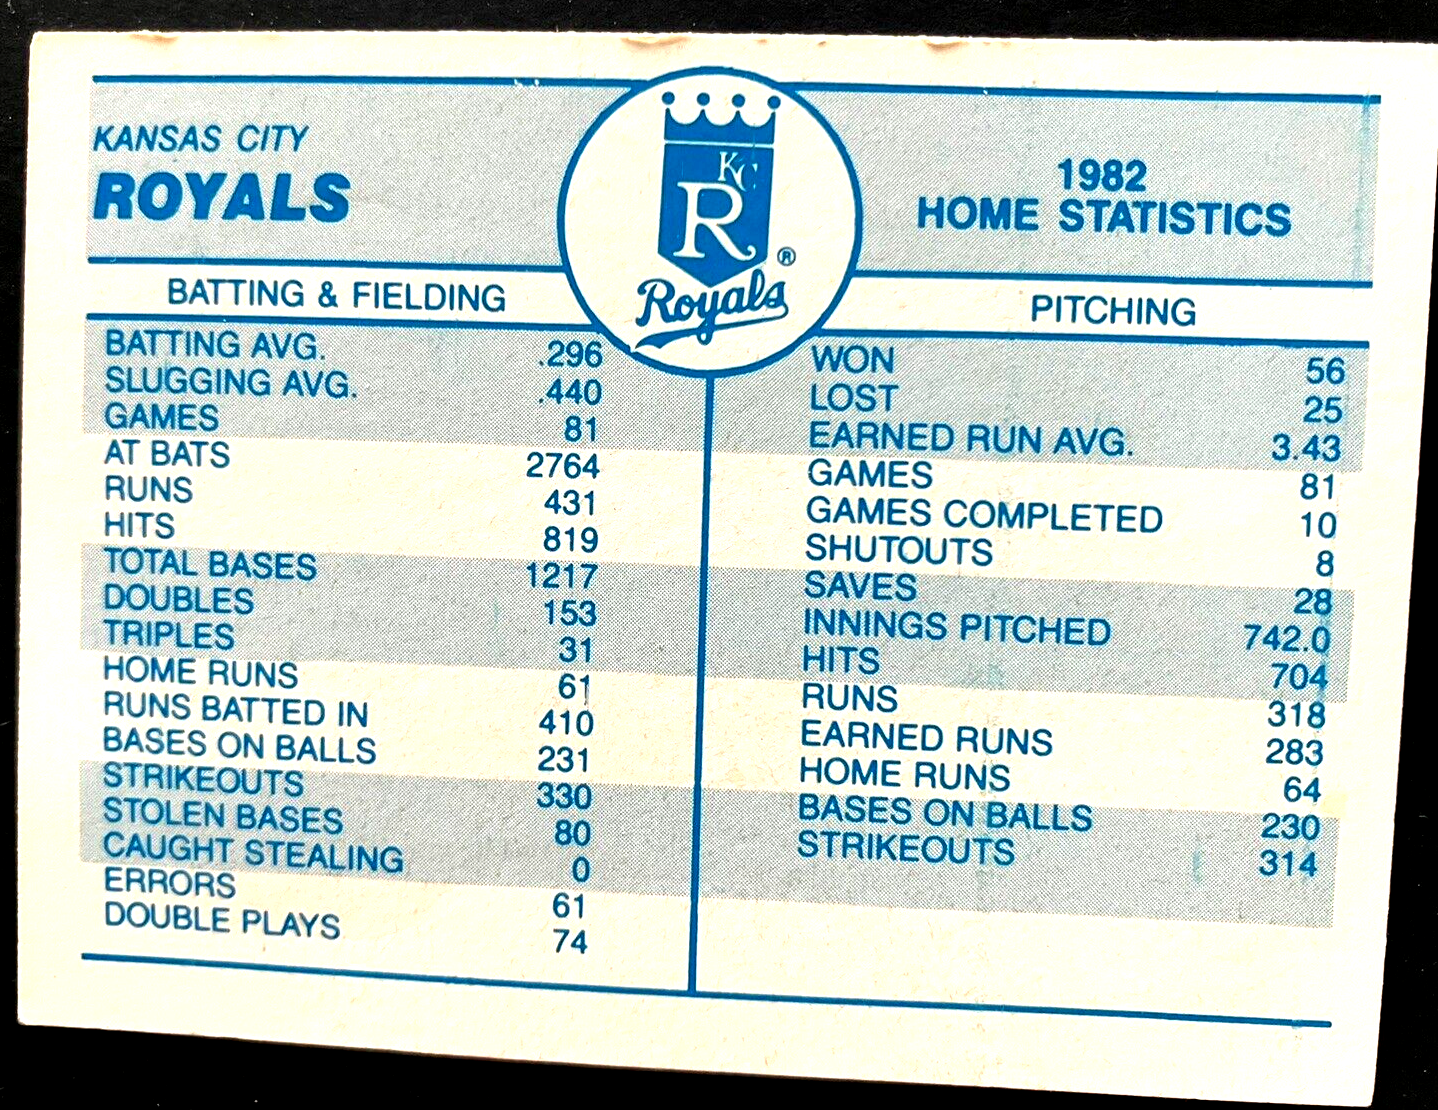 KANSAS CITY
ROYALS
KC
R
Royals ®
1982
HOME STATISTICS
BATTING & FIELDING
BATTING AVG. .296
SLUGGING AVG. .440
GAMES 81
AT BATS 2764
RUNS 431
HITS 819
TOTAL BASES 1217
DOUBLES 153
TRIPLES 31
HOME RUNS 61
RUNS BATTED IN 410
BASES ON BALLS 231
STRIKEOUTS 330
STOLEN BASES 80
CAUGHT STEALING 0
ERRORS 61
DOUBLE PLAYS 74
PITCHING
WON 56
LOST 25
EARNED RUN AVG. 3.43
GAMES 81
GAMES COMPLETED 10
SHUTOUTS 8
SAVES 28
INNINGS PITCHED 742.0
HITS 704
RUNS 318
EARNED RUNS 283
HOME RUNS 64
BASES ON BALLS 230
STRIKEOUTS 314